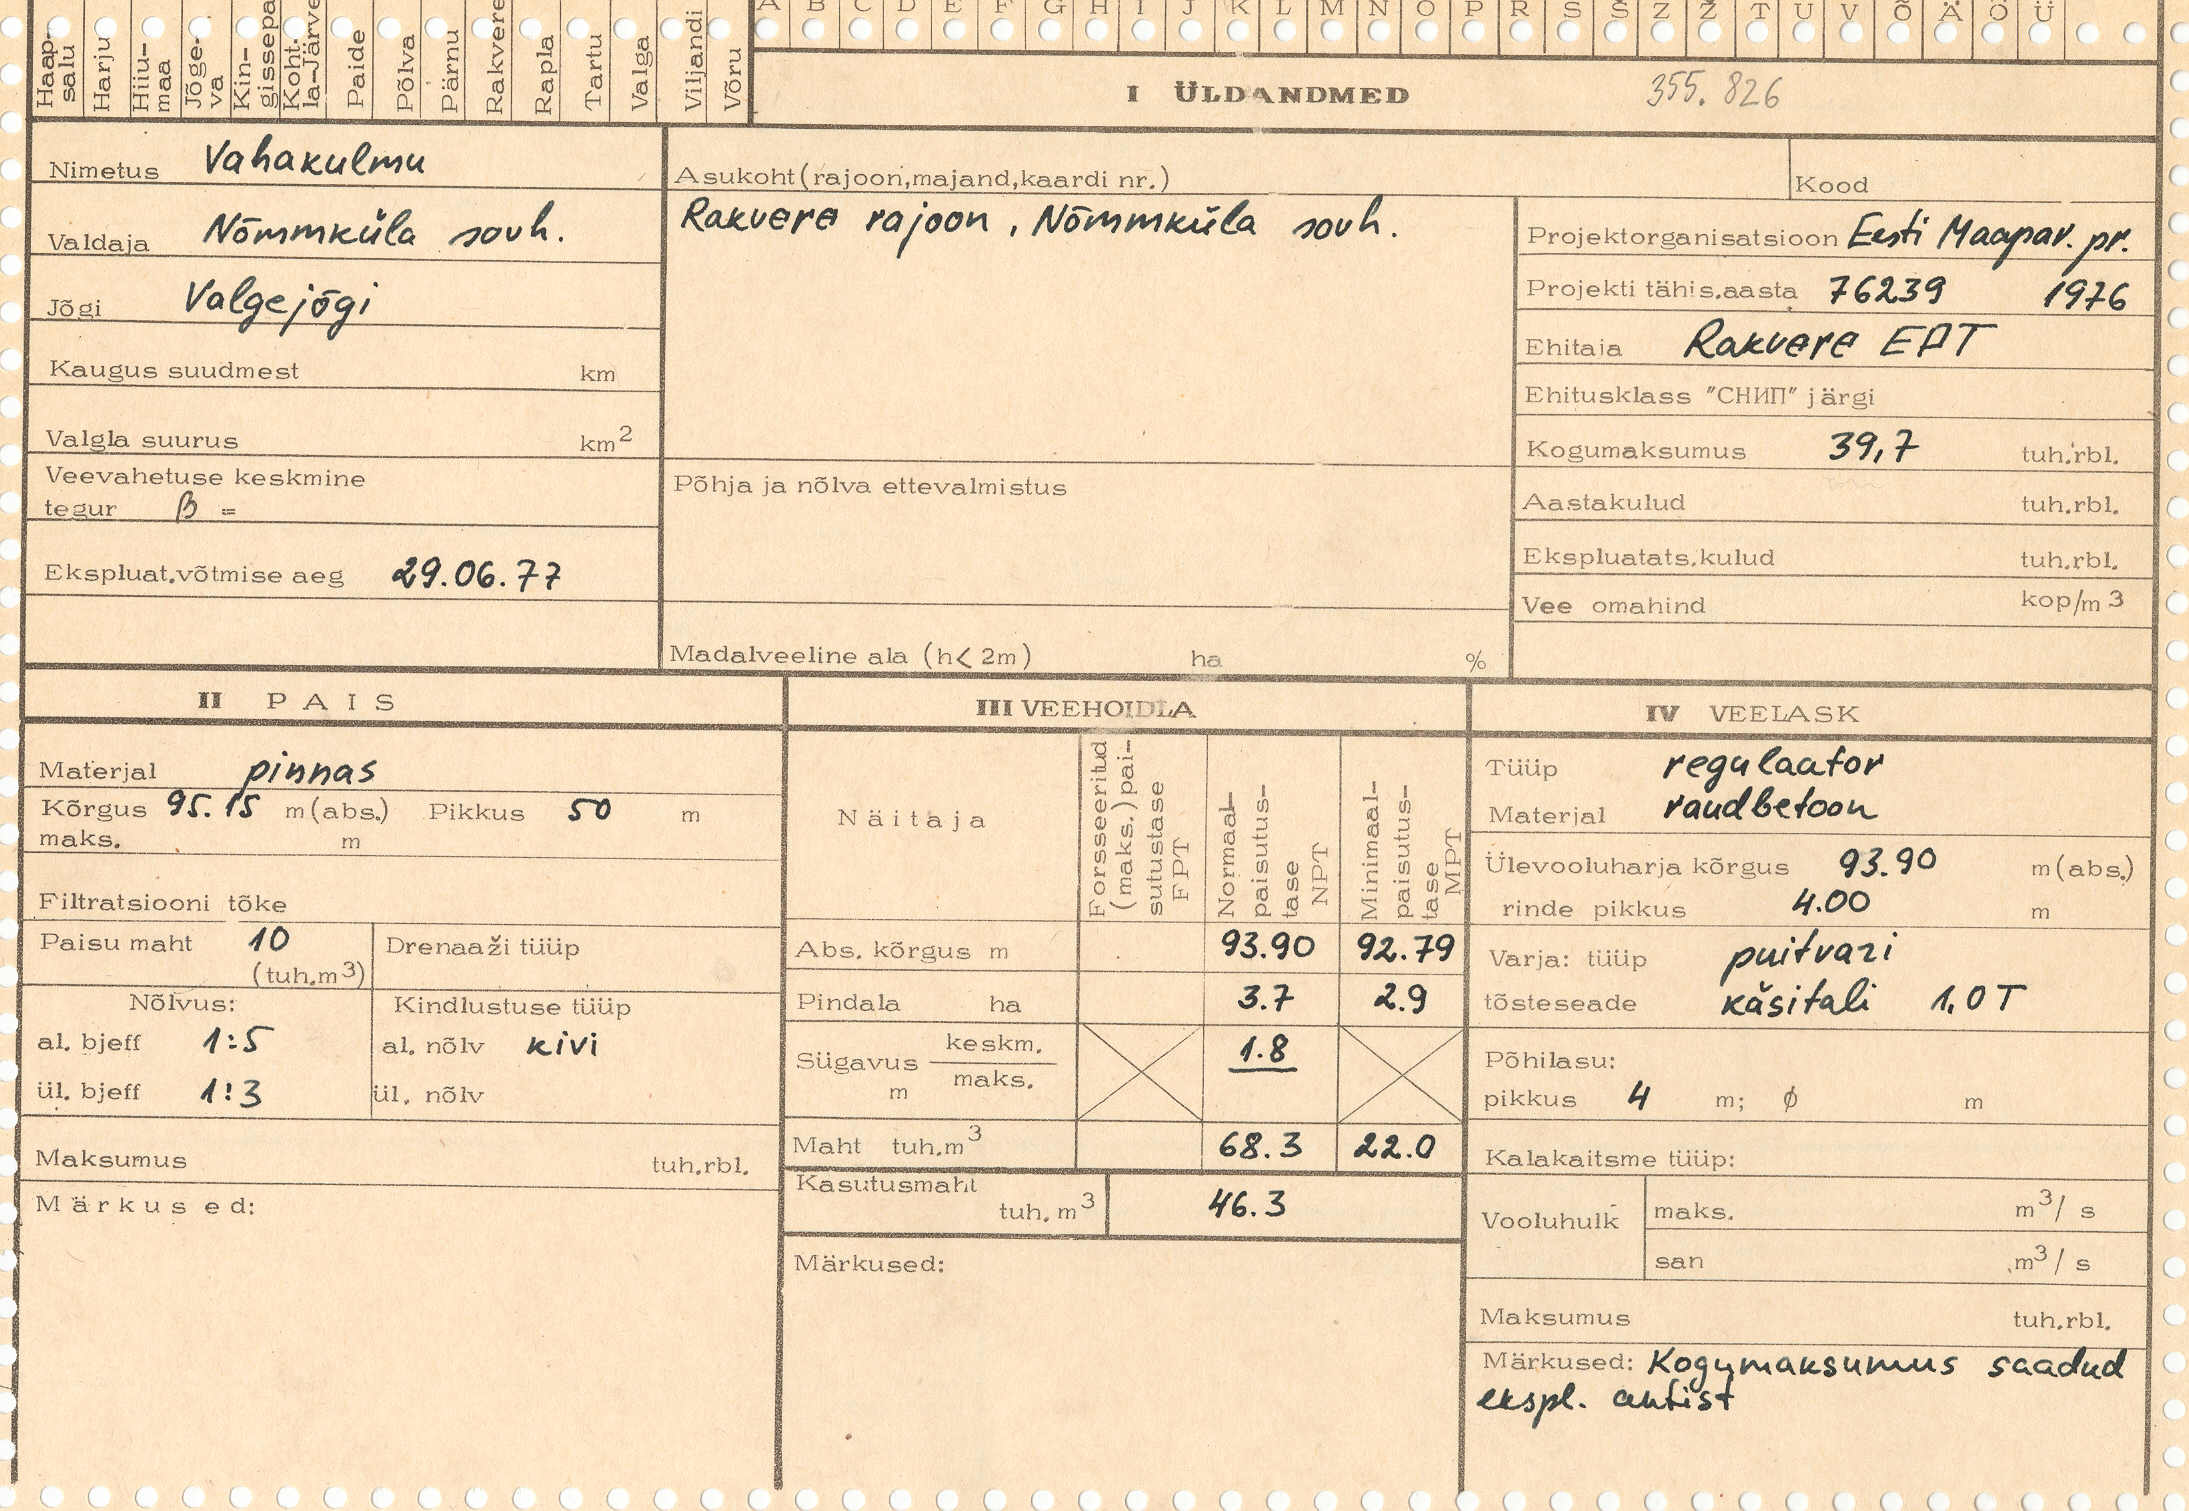 A B C D E F G H I J K L M N O P R S Š Z Ž T U V Õ Ä Ö Ü
Haap-
salu
Harju
Hiiu-
maa
Jõge-
va
Kin-
gissepa
Koht-
la-Järve
Paide
Põlva
Pärnu
Rakvere
Rapla
Tartu
Valga
Viljandi
Võru
I ÜLDANDMED 355.826
Nimetus Vahakulmu
Valdaja Nõmmküla sovh.
Jõgi Valgejõgi
Kaugus suudmest km
Valgla suurus km2
Veevahetuse keskmine
tegur β =
Ekspluat.võtmise aeg 29.06.77
Asukoht(rajoon,majand,kaardi nr.)
Rakvere rajoon, Nõmmküla sovh.
Põhja ja nõlva ettevalmistus
Madalveeline ala (h< 2m) ha %
Kood
Projektorganisatsioon Eesti Maapar. pr.
Projekti tähis,aasta 76239 1976
Ehitaja Rakvere EPT
Ehitusklass "СНИП" järgi
Kogumaksumus 39,7 tuh.rbl.
Aastakulud tuh.rbl.
Ekspluatats.kulud tuh.rbl.
Vee omahind kop/m3
II PAIS
Materjal pinnas
Kõrgus 95.15 m(abs.) Pikkus 50 m
maks. m
Filtratsiooni tõke
Paisu maht 10
(tuh.m3)
Drenaaži tüüp
Nõlvus:
al. bjeff 1:5
ül. bjeff 1:3
Kindlustuse tüüp
al. nõlv kivi
ül. nõlv
Maksumus tuh.rbl.
Märkused:
III VEEHOIDLA
Näitaja
Forsseeritud
(maks.) pai-
sutustase
FPT
Normaal-
paisutus-
tase
NPT
Minimaal-
paisutus-
tase
MPT
Abs. kõrgus m 93.90 92.79
Pindala ha 3.7 2.9
Sügavus keskm. 1.8
m maks.
Maht tuh.m3 68.3 22.0
Kasutusmaht
tuh. m3 46.3
Märkused:
IV VEELASK
Tüüp regulaator
Materjal raudbetoon
Ülevooluharja kõrgus 93.90 m(abs.)
rinde pikkus 4.00 m
Varja: tüüp puitvari
tõsteseade käsitali 1,0T
Põhilasu:
pikkus 4 m; ϕ m
Kalakaitsme tüüp:
Vooluhulk maks. m3/ s
san m3/ s
Maksumus tuh.rbl.
Märkused: Kogumaksumus saadud
ekspl. aktist